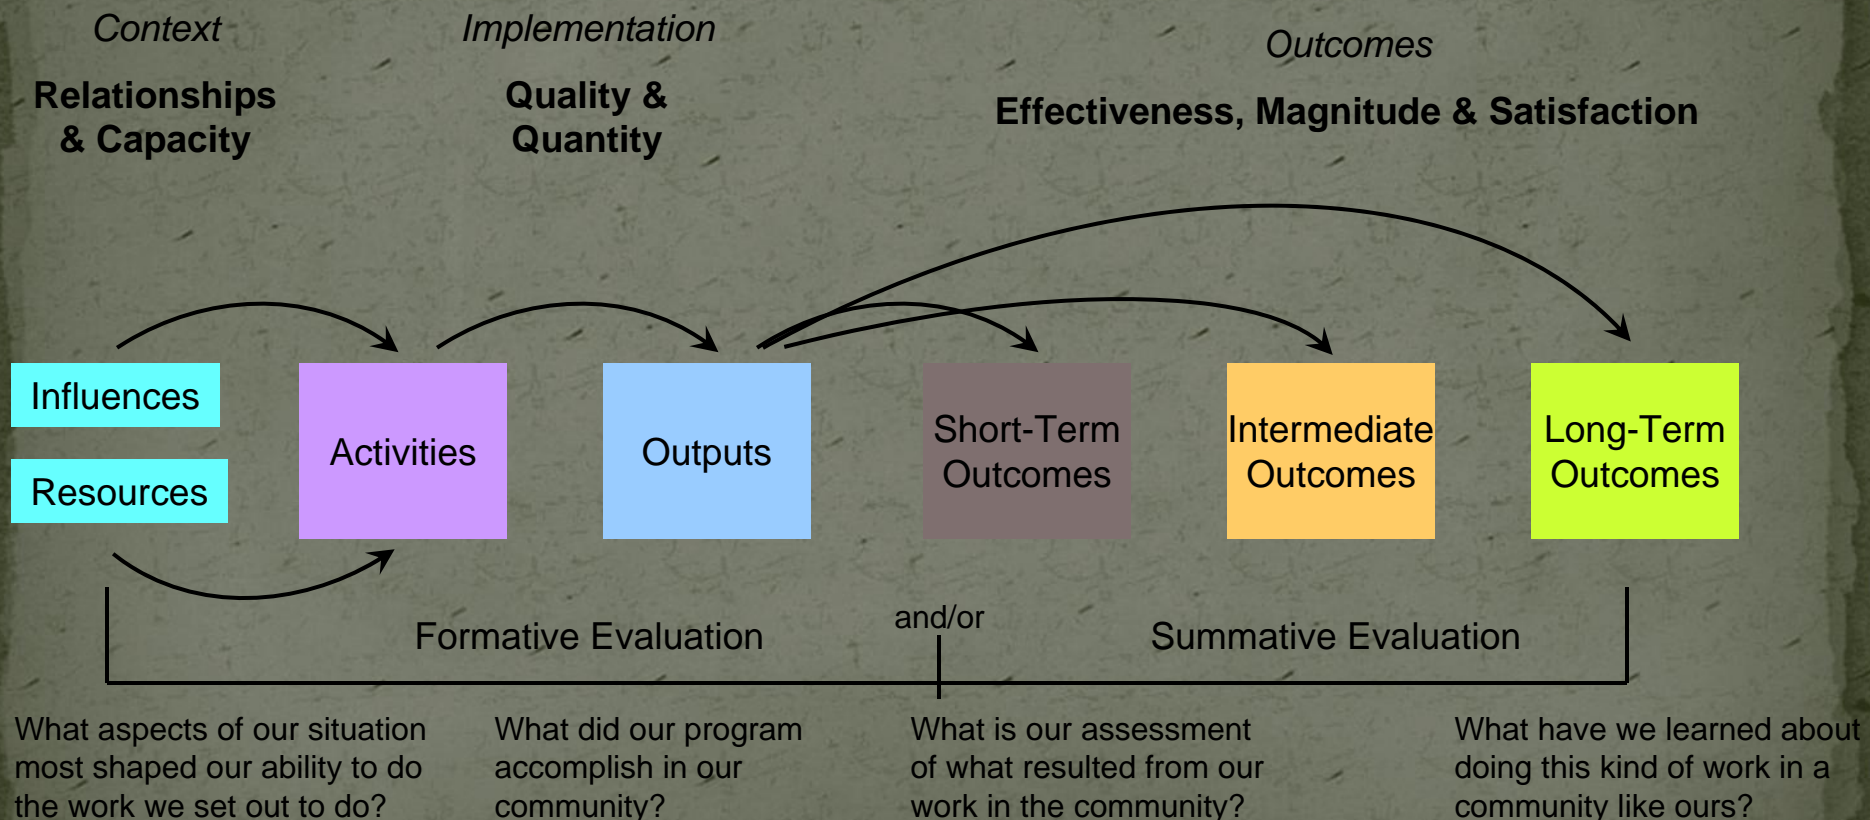 Context
Relationships
& Capacity
Implementation
Quality &
Quantity
Outcomes
Effectiveness, Magnitude & Satisfaction
Influences
Resources
Activities
Outputs
Short-Term
Outcomes
Intermediate
Outcomes
Long-Term
Outcomes
Formative Evaluation
and/or
Summative Evaluation
What aspects of our situation
most shaped our ability to do
the work we set out to do?
What did our program
accomplish in our
community?
What is our assessment
of what resulted from our
work in the community?
What have we learned about
doing this kind of work in a
community like ours?